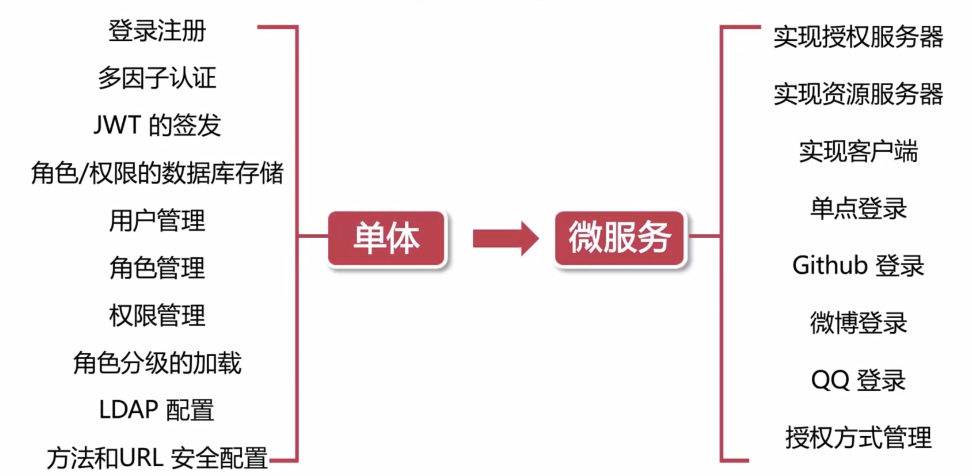 登录注册
多因子认证
JWT 的签发
角色/权限的数据库存储
用户管理
角色管理
权限管理
角色分级的加载
LDAP 配置
方法和URL 安全配置
单体
微服务
实现授权服务器
实现资源服务器
实现客户端
单点登录
Github 登录
微博登录
QQ 登录
授权方式管理